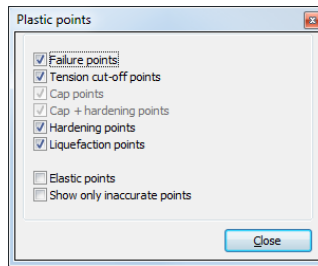 Plastic points
Failure points
Tension cut-off points
Cap points
Cap + hardening points
Hardening points
Liquefaction points
Elastic points
Show only inaccurate points
Close